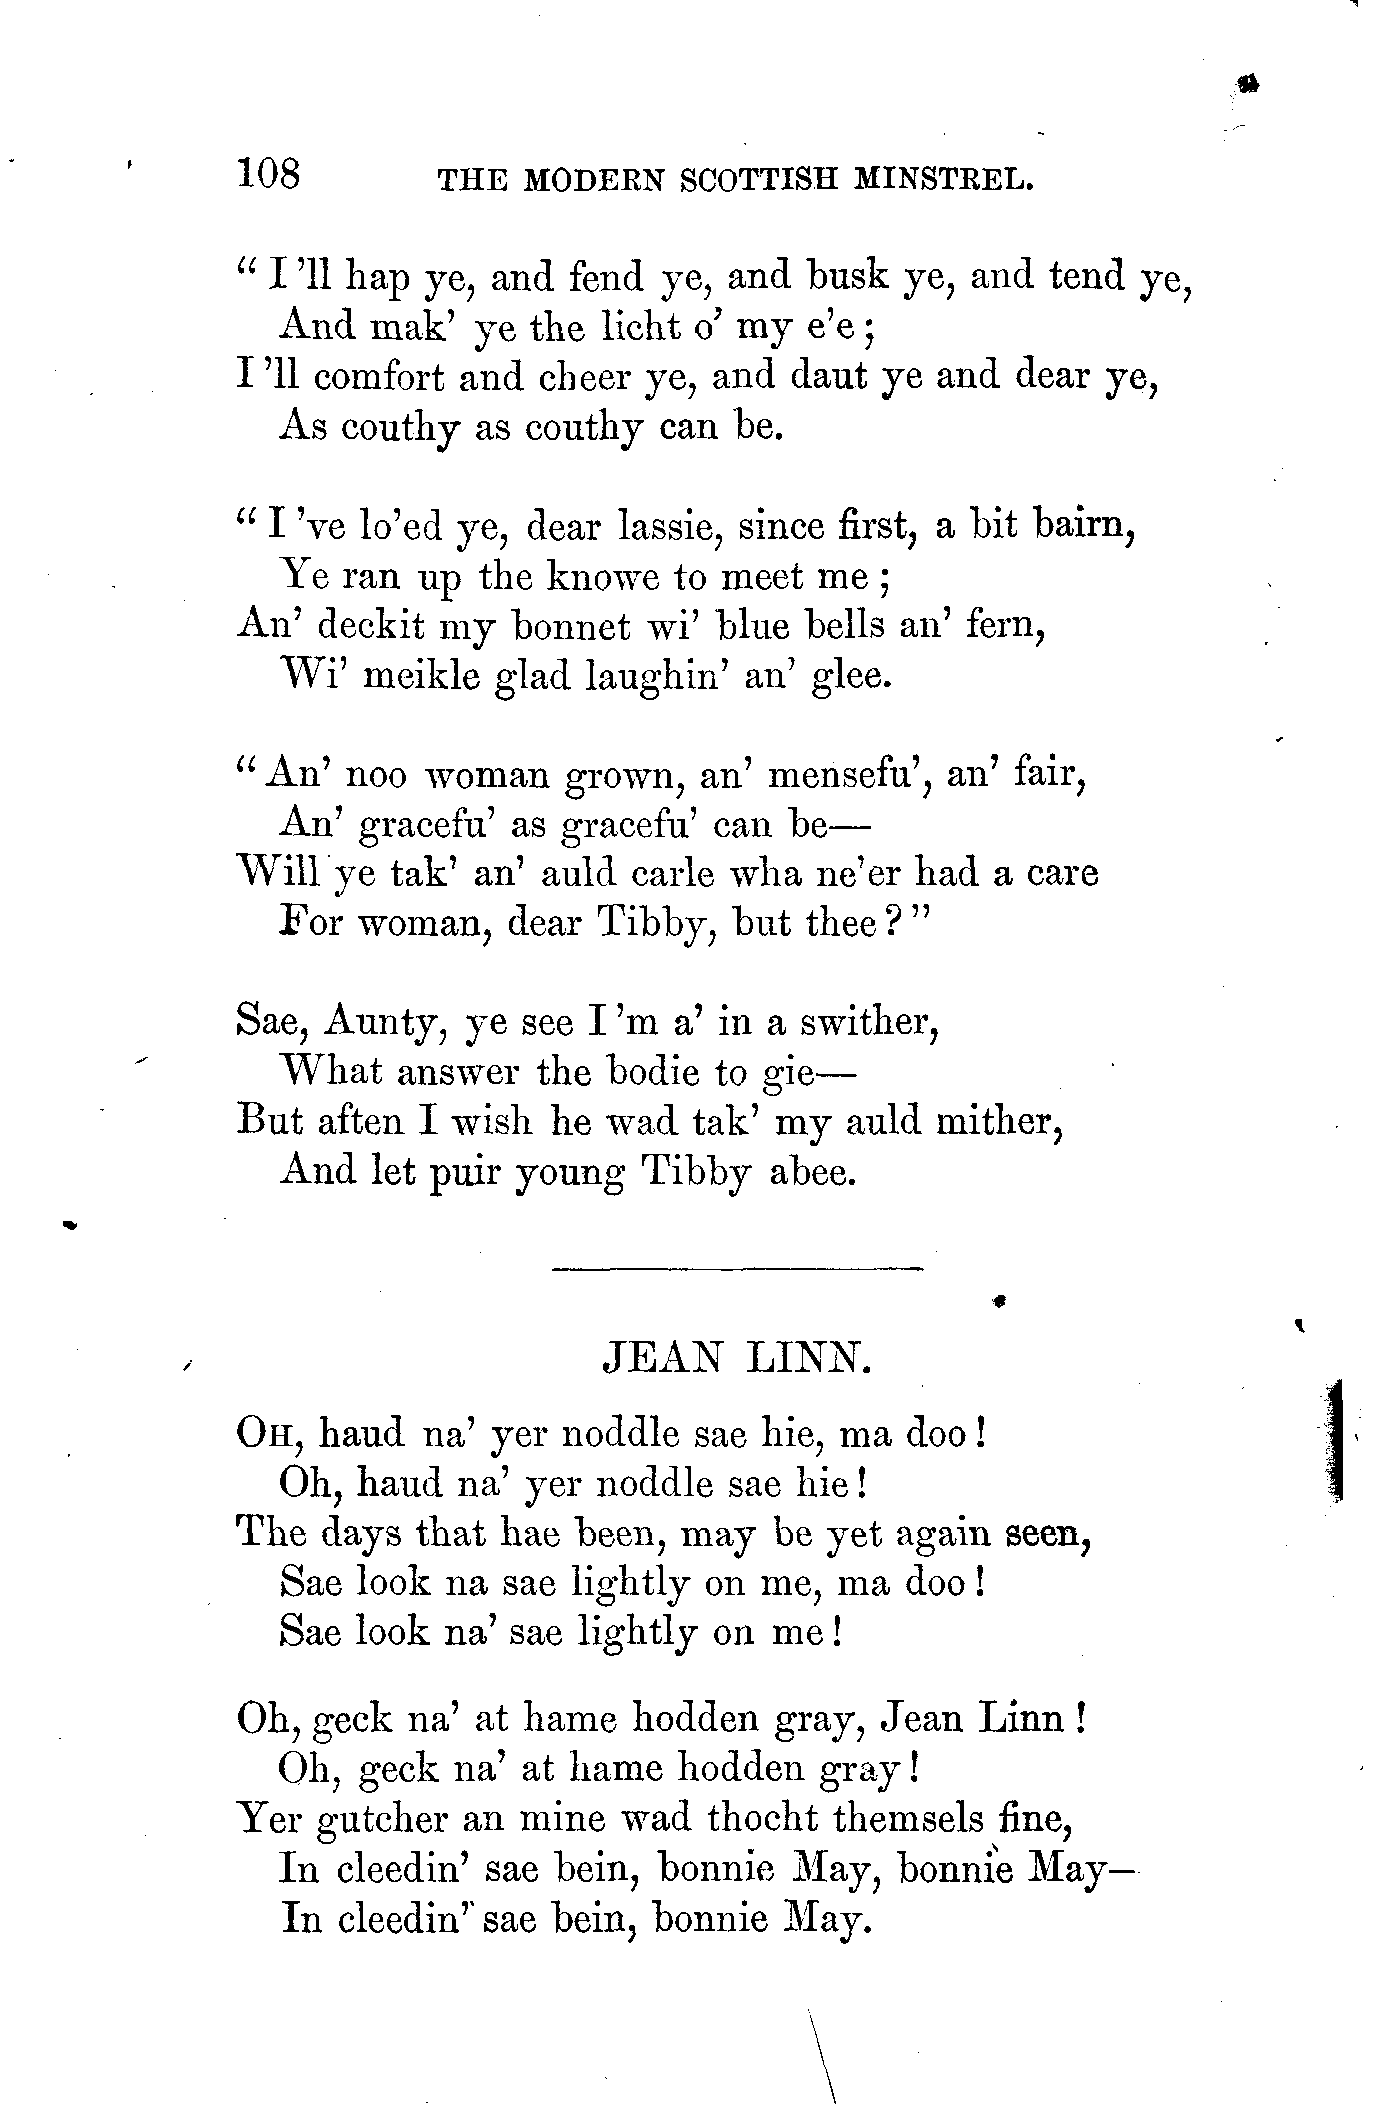 108 THE MODERN SCOTTISH MINSTREL.
“ I ’ll hap ye, and fend ye, and busk ye, and tend ye,
And mak’ ye the licht o’ my e’e ;
I ’ll comfort and cheer ye, and daut ye and dear ye,
As couthy as couthy can be.
“ I ’ve lo’ed ye, dear lassie, since first, a bit bairn,
Ye ran up the knowe to meet me ;
An’ deckit my bonnet wi’ blue bells an’ fern,
Wi’ meikle glad laughin’ an’ glee.
“ An’ noo woman grown, an’ mensefu’, an’ fair,
An’ gracefu’ as gracefu’ can be—
Will ye tak’ an’ auld carle wha ne’er had a care
For woman, dear Tibby, but thee ? ”
Sae, Aunty, ye see I ’m a’ in a swither,
What answer the bodie to gie—
But aften I wish he wad tak’ my auld mither,
And let puir young Tibby abee.
JEAN LINN.
OH, haud na’ yer noddle sae hie, ma doo !
Oh, haud na’ yer noddle sae hie !
The days that hae been, may be yet again seen,
Sae look na sae lightly on me, ma doo !
Sae look na’ sae lightly on me !
Oh, geck na’ at hame hodden gray, Jean Linn !
Oh, geck na’ at hame hodden gray !
Yer gutcher an mine wad thocht themsels fine,
In cleedin’ sae bein, bonnie May, bonnie May—
In cleedin’ sae bein, bonnie May.